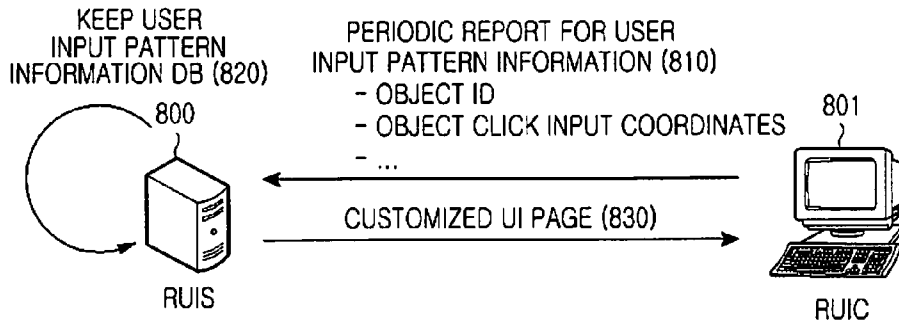 KEEP USER
INPUT PATTERN
INFORMATION DB (820)
800
RUIS
PERIODIC REPORT FOR USER
INPUT PATTERN INFORMATION (810)
- OBJECT ID
- OBJECT CLICK INPUT COORDINATES
- ...
CUSTOMIZED UI PAGE (830)
801
RUIC